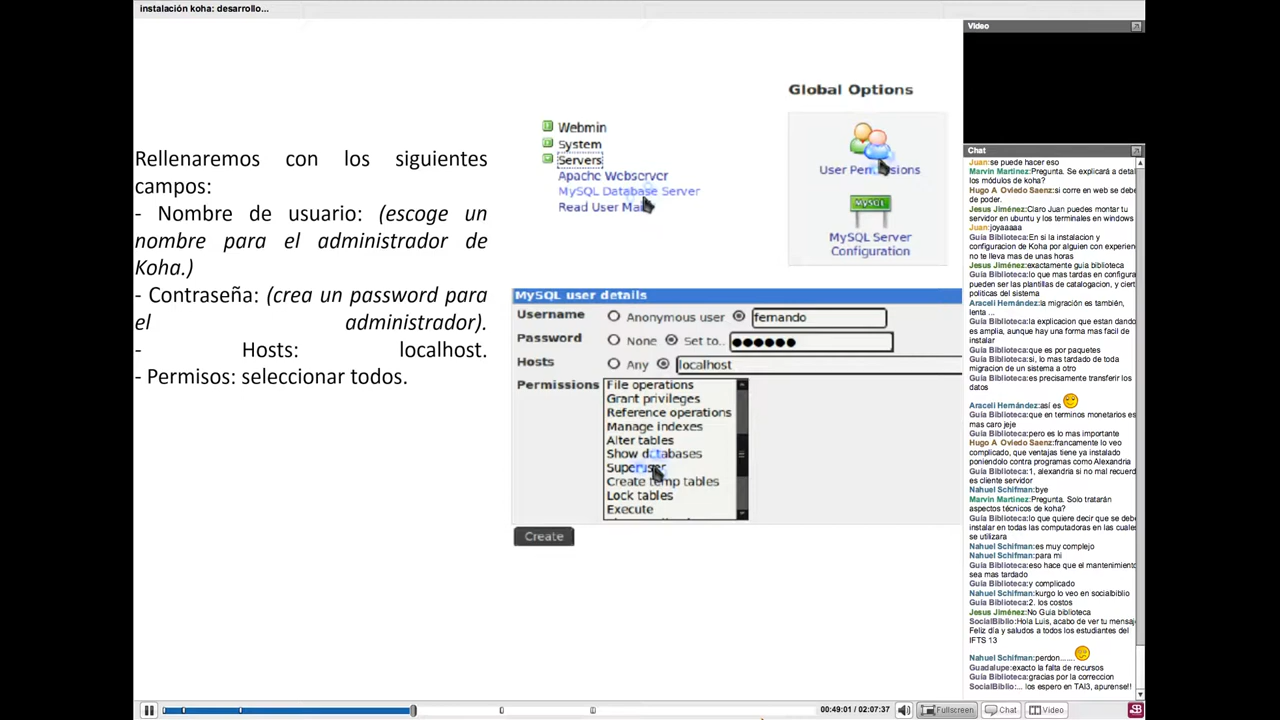 instalación koha: desarrollo...
Rellenaremos con los siguientes
campos:
- Nombre de usuario: (escoge un
nombre para el administrador de
Koha.)
- Contraseña: (crea un password para
el administrador).
- Hosts: localhost.
- Permisos: seleccionar todos.
Webmin
System
Servers
Apache Webserver
MySQL Database Server
Read User Mail
Global Options
User Permissions
MySQL
MySQL Server
Configuration
MySQL user details
Username Anonymous user fernando
Password None Set to.. ●●●●●●
Hosts Any localhost
Permissions
File operations
Grant privileges
Reference operations
Manage indexes
Alter tables
Show databases
Superuser
Create temp tables
Lock tables
Execute
Create
Video
Chat
Juan:se puede hacer eso
Marvin Martinez:Pregunta. Se explicará a detal
los módulos de koha?
Hugo A Oviedo Saenz:si corre en web se debe
de poder.
Jesus Jiménez:Claro Juan puedes montar tu
servidor en ubuntu y los terminales en windows
Juan:joyaaaaa
Guia Biblioteca:En si la instalacion y
configuracion de Koha por alguien con experien
no te lleva mas de unas horas
Jesus Jiménez:exactamente guia biblioteca
Guia Biblioteca:lo que mas tardas en configura
pueden ser las plantillas de catalogacion, y ciert
politicas del sistema
Araceli Hernández:la migración es también,
lenta ...
Guia Biblioteca:la explicacion que estan dando
es amplia, aunque hay una forma mas facil de
instalar
Guia Biblioteca:que es por paquetes
Guia Biblioteca:si, lo mas tardado de toda
migracion de un sistema a otro
Guia Biblioteca:es precisamente transferir los
datos
Araceli Hernández:así es
Guia Biblioteca:que en terminos monetarios es
mas caro jeje
Guia Biblioteca:pero es lo mas importante
Hugo A Oviedo Saenz:francamente lo veo
complicado, que ventajas tiene ya instalado
poniendolo contra programas como Alexandria
Guia Biblioteca:1, alexandria si no mal recuerd
es cliente servidor
Nahuel Schifman:bye
Marvin Martinez:Pregunta. Solo tratarán
aspectos técnicos de koha?
Guia Biblioteca:lo que quiere decir que se debe
instalar en todas las computadoras en las cuales
se utilizara
Nahuel Schifman:es muy complejo
Nahuel Schifman:para mi
Guia Biblioteca:eso hace que el mantenimiento
sea mas tardado
Guia Biblioteca:y complicado
Nahuel Schifman:kurgo lo veo en socialbiblio
Guia Biblioteca:2. los costos
Jesus Jiménez:No Guia biblioteca
SocialBiblio:Hola Luis, acabo de ver tu mensaj
Feliz día y saludos a todos los estudiantes del
IFTS 13
Nahuel Schifman:perdon.......
Guadalupe:exacto la falta de recursos
Guia Biblioteca:gracias por la correccion
SocialBiblio:... los espero en TAI3, apurense!!
00:49:01 / 02:07:37
Fullscreen
Chat
Video